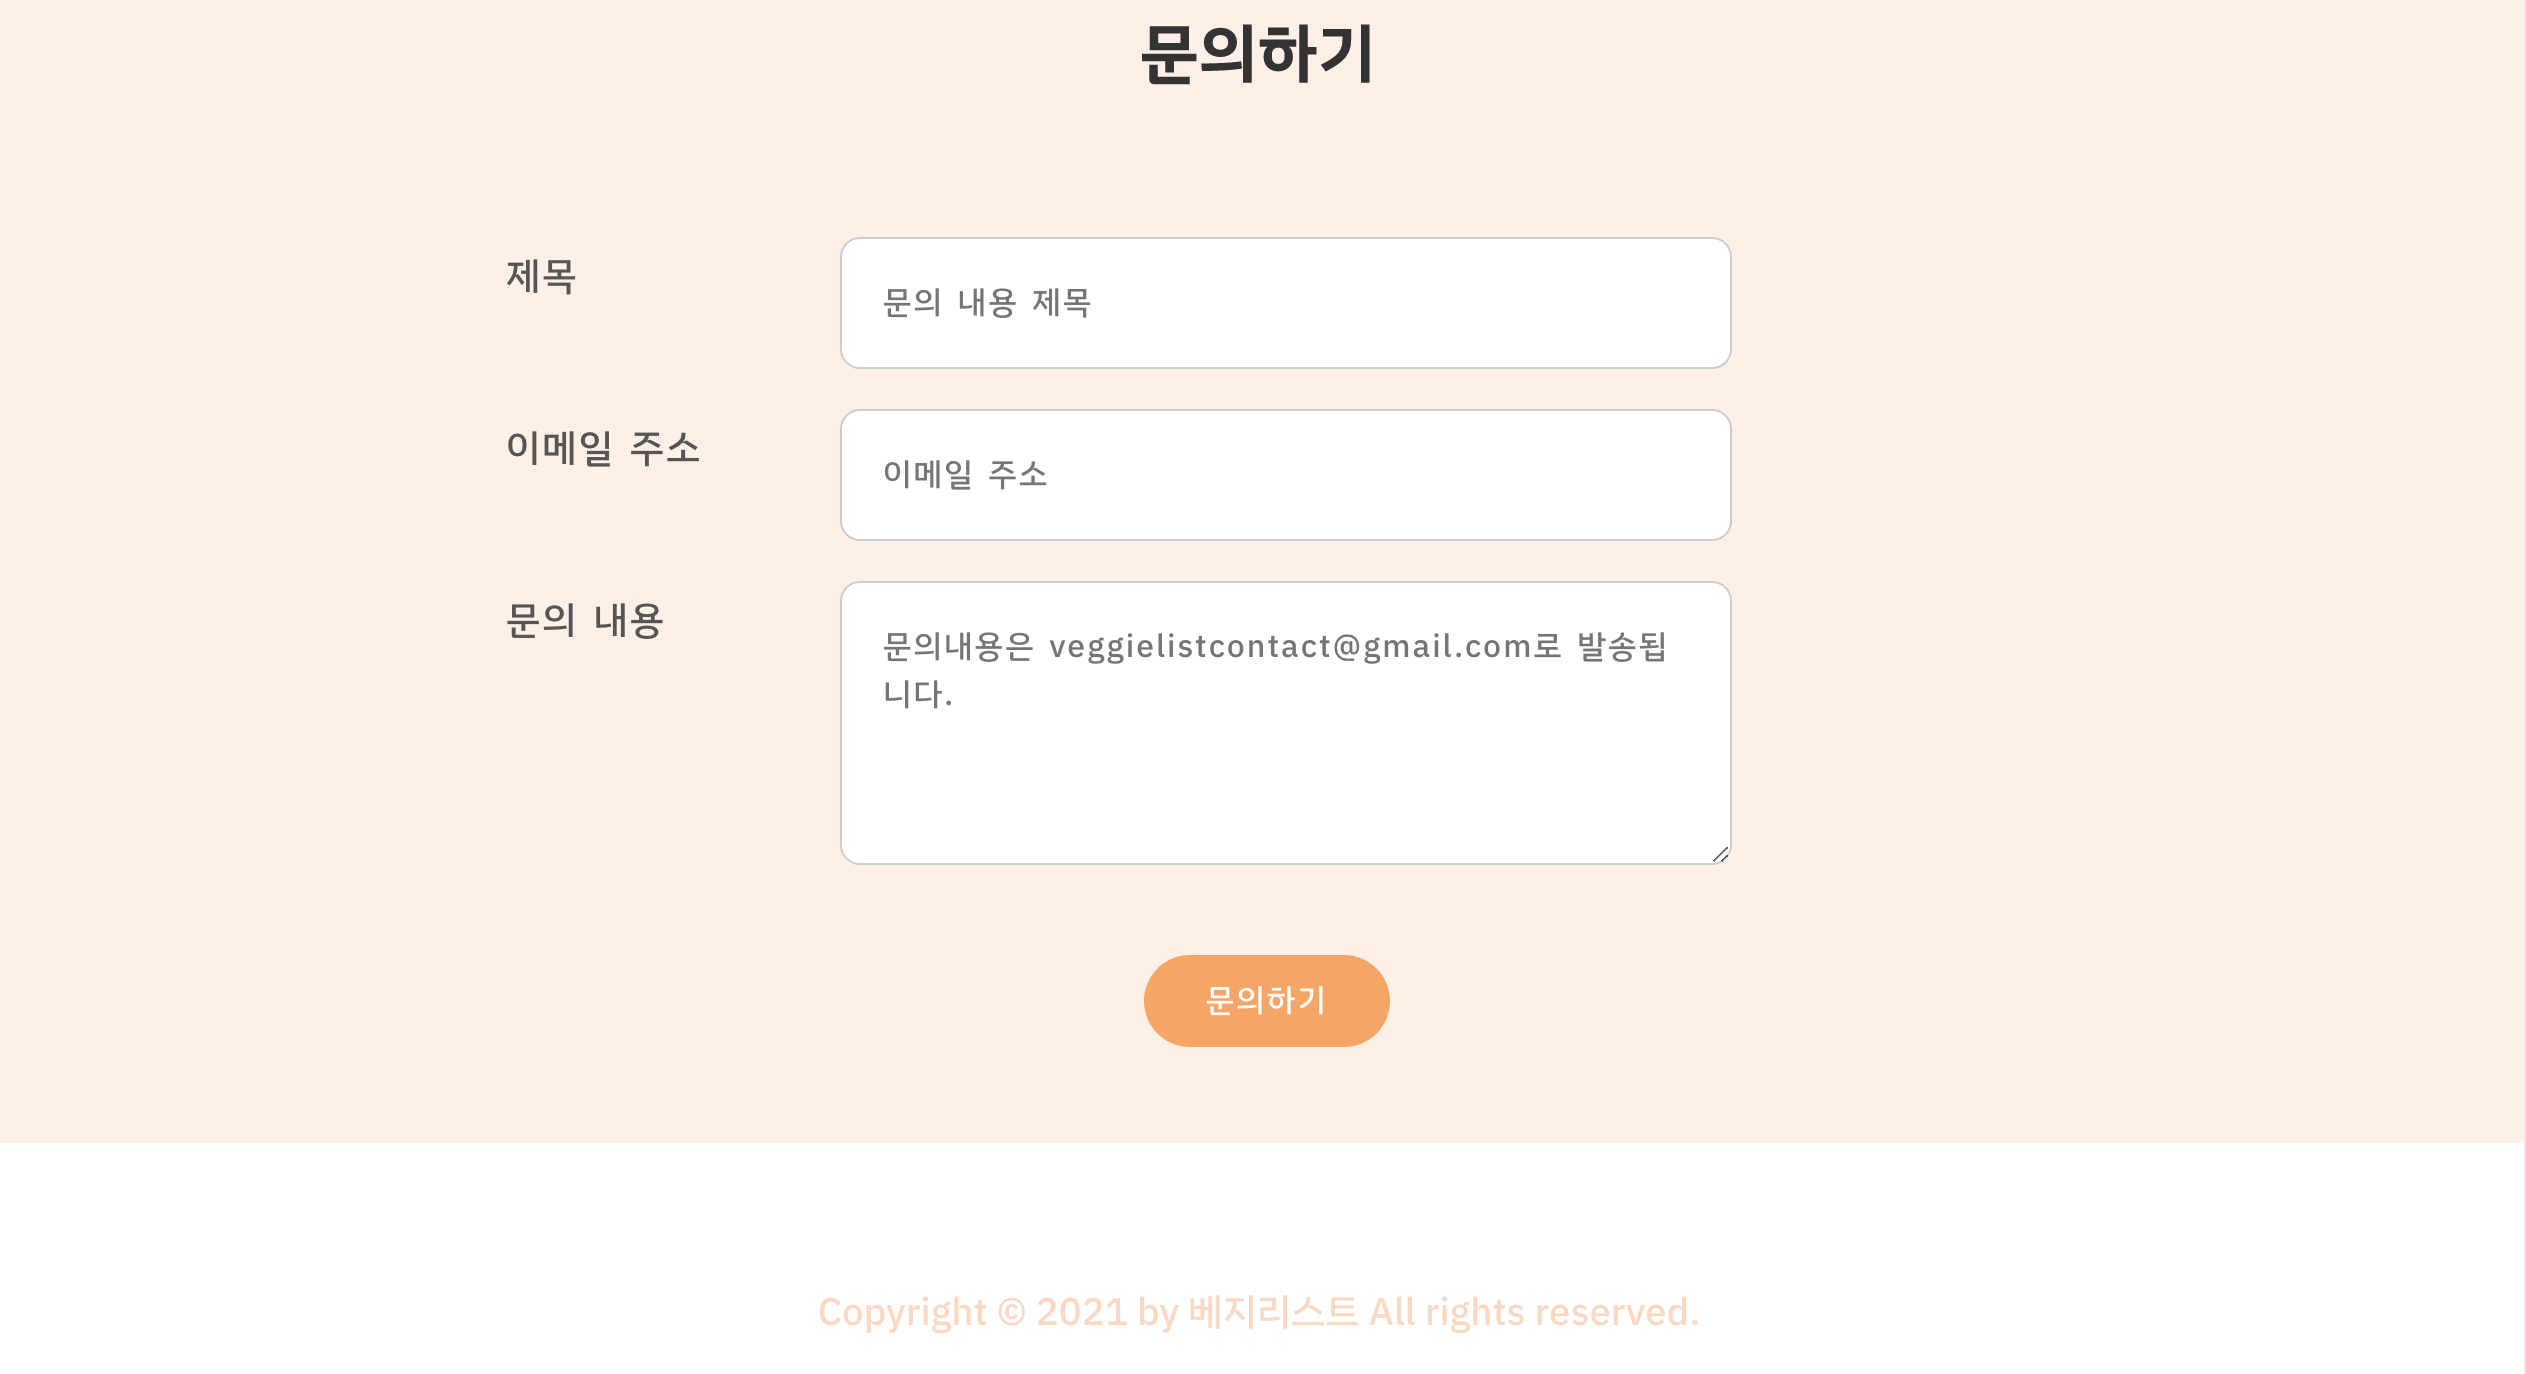 문의하기
제목
문의 내용 제목
이메일 주소
이메일 주소
문의 내용
문의내용은 veggielistcontact@gmail.com로 발송됩
니다.
문의하기
Copyright © 2021 by 베지리스트 All rights reserved.